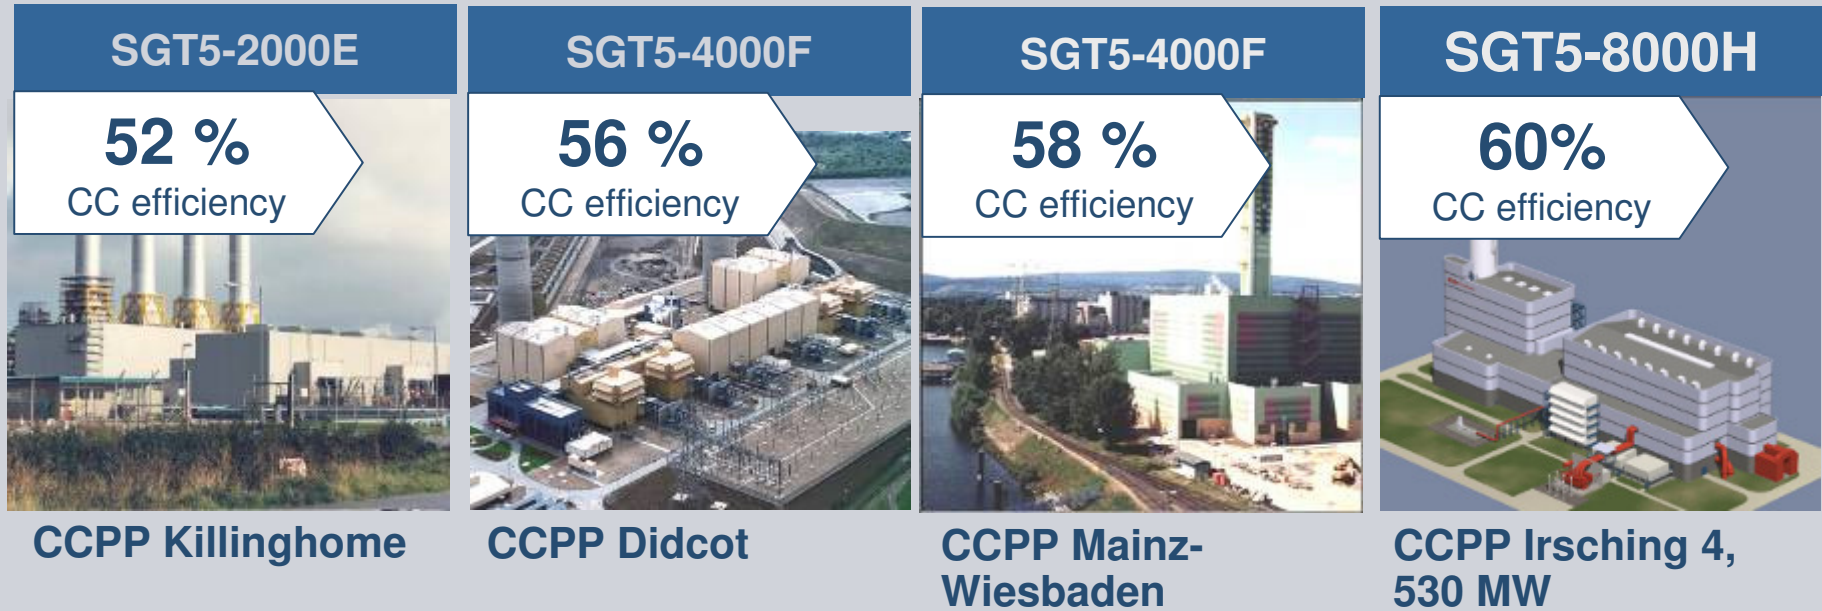 SGT5-2000E
52 %
CC efficiency
CCPP Killinghome
SGT5-4000F
56 %
CC efficiency
CCPP Didcot
SGT5-4000F
58 %
CC efficiency
CCPP Mainz-
Wiesbaden
SGT5-8000H
60%
CC efficiency
CCPP Irsching 4,
530 MW